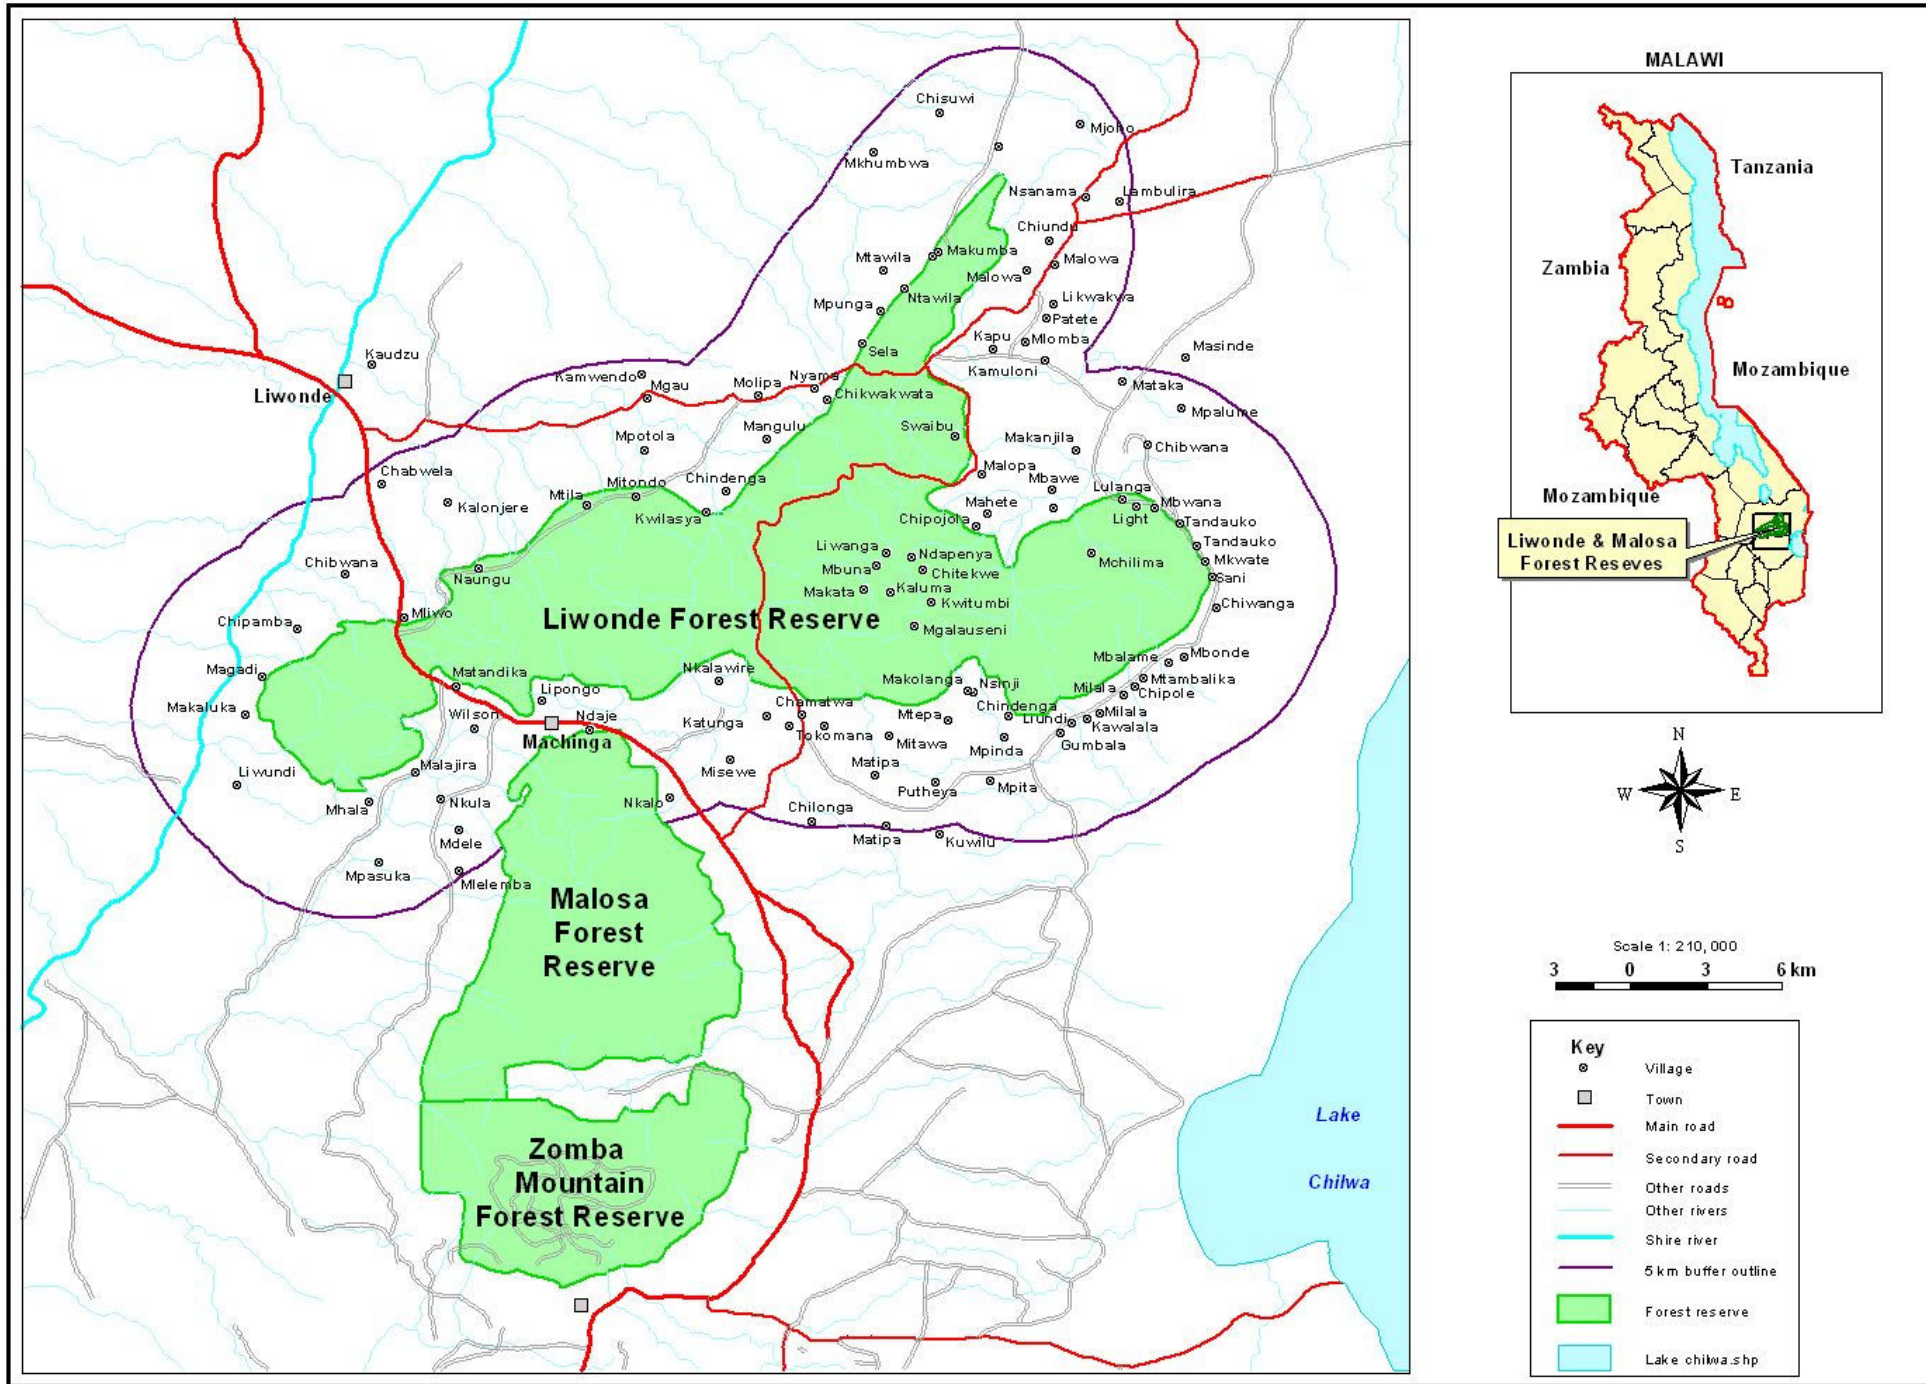 Chisuwi
Mjoho
Mkhumbwa
Nsanama
Lambulira
Chiundu
Makumba
Mtawila
Malowa
Malowa
Ntawila
Mpunga
Likwakwa
Patete
Kapu
Mlomba
Masinde
Sela
Kaudzu
Kamuloni
Kamwendo
Mgau
Molipa
Nyama
Chikwakwata
Mataka
Liwonde
Mpalume
Swaibu
Mpotola
Mangulu
Makanjila
Chibwana
Chabwela
Malopa
Chindenga
Mbawe
Lulanga
Mtila
Mitondo
Kalonjere
Mahete
Mbwana
Kwilasya
Chipojola
Light
Tandauko
Tandauko
Liwanga
Ndapenya
Mchilima
Mkwate
Chibwana
Mbuna
Chitekwe
Naungu
Sani
Makata
Kaluma
Kwitumbi
Chiwanga
Mliwo
Liwonde Forest Reserve
Chipamba
Mgalauseni
Mbalame
Mbonde
Magadi
Matandika
Nkalawire
Makolanga
Nsinji
Mtambalika
Milala
Chipole
Lipongo
Makaluka
Wilson
Ndaje
Katunga
Chamatwa
Mtepa
Chindenga
Liundi
Milala
Kawalala
Machinga
Tokomana
Mitawa
Mpinda
Gumbala
Misewe
Matipa
Malajira
Liwundi
Putheya
Mpita
Mhala
Nkula
Nkalo
Chilonga
Mdele
Matipa
Kuwilu
Mpasuka
Mlelemba
Malosa
Forest
Reserve
Zomba
Mountain
Forest Reserve
Lake
Chilwa
MALAWI
Tanzania
Zambia
Mozambique
Mozambique
Liwonde & Malosa
Forest Reseves
N
W
E
S
Scale 1: 210,000
3 0 3 6 km
Key
Village
Town
Main road
Secondary road
Other roads
Other rivers
Shire river
5 km buffer outline
Forest reserve
Lake chilwa.shp